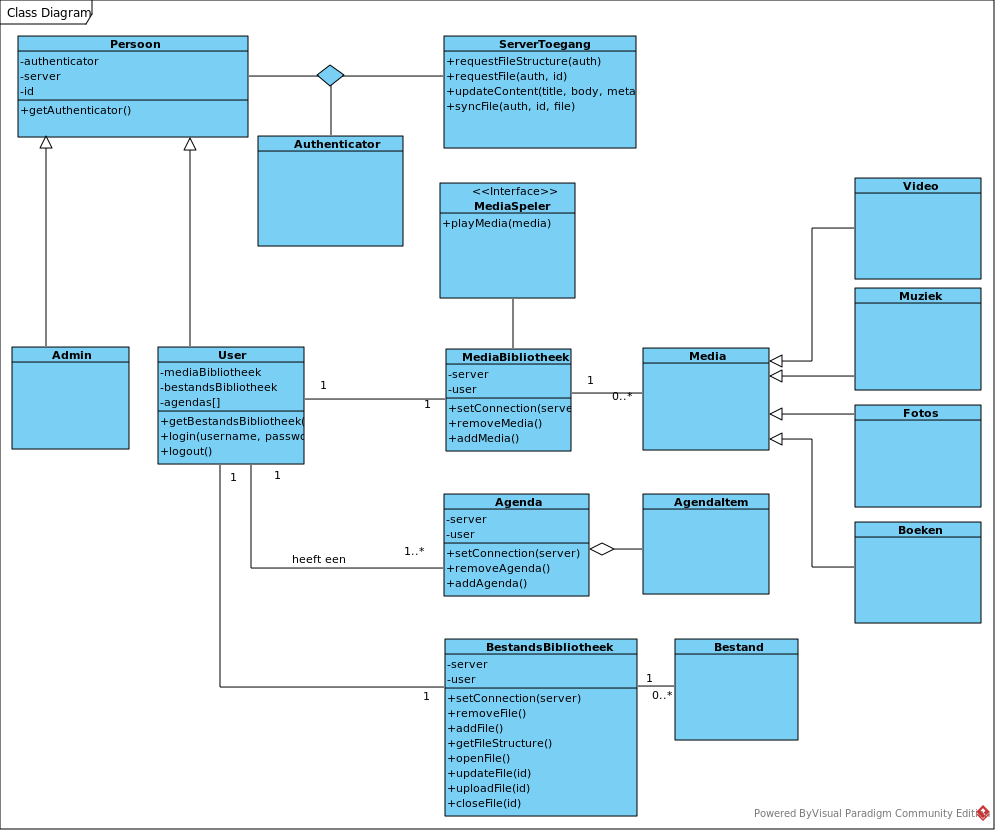 Class Diagram
Persoon
-authenticator
-server
-id
+getAuthenticator()
ServerToegang
+requestFileStructure(auth)
+requestFile(auth, id)
+updateContent(title, body, meta
+syncFile(auth, id, file)
Authenticator
<<Interface>>
MediaSpeler
+playMedia(media)
Video
Muziek
Fotos
Boeken
Admin
User
-mediaBibliotheek
-bestandsBibliotheek
-agendas[]
+getBestandsBibliotheek(
+login(username, passwo
+logout()
1
1
MediaBibliotheek
-server
-user
+setConnection(serve
+removeMedia()
+addMedia()
1
0..*
Media
1
1
heeft een
1..*
Agenda
-server
-user
+setConnection(server)
+removeAgenda()
+addAgenda()
AgendaItem
1
BestandsBibliotheek
-server
-user
+setConnection(server)
+removeFile()
+addFile()
+getFileStructure()
+openFile()
+updateFile(id)
+uploadFile(id)
+closeFile(id)
1
0..*
Bestand
Powered ByVisual Paradigm Community Edition